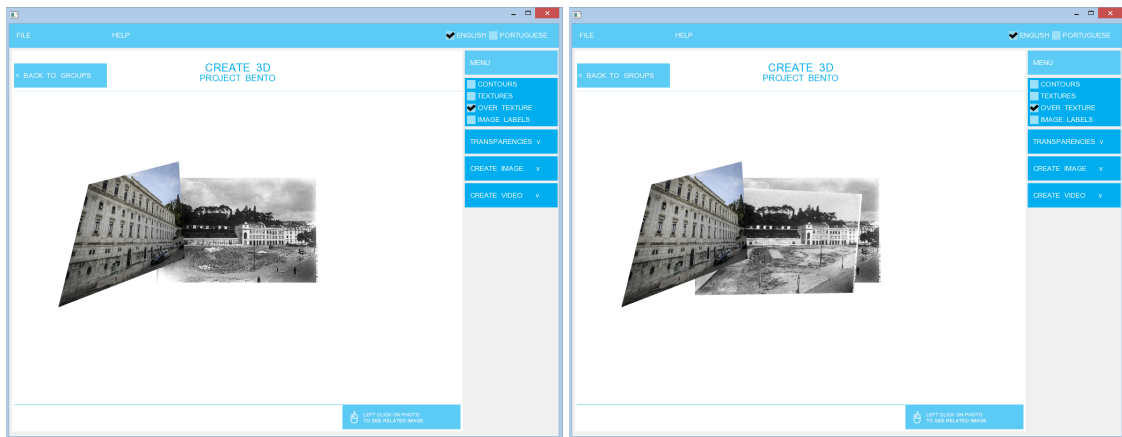 FILE HELP ENGLISH PORTUGUESE
< BACK TO GROUPS
CREATE 3D
PROJECT BENTO
MENU
CONTOURS
TEXTURES
OVER TEXTURE
IMAGE LABELS
TRANSPARENCIES v
CREATE IMAGE v
CREATE VIDEO v
LEFT CLICK ON PHOTO
TO SEE RELATED IMAGE
FILE HELP ENGLISH PORTUGUESE
< BACK TO GROUPS
CREATE 3D
PROJECT BENTO
MENU
CONTOURS
TEXTURES
OVER TEXTURE
IMAGE LABELS
TRANSPARENCIES v
CREATE IMAGE v
CREATE VIDEO v
LEFT CLICK ON PHOTO
TO SEE RELATED IMAGE